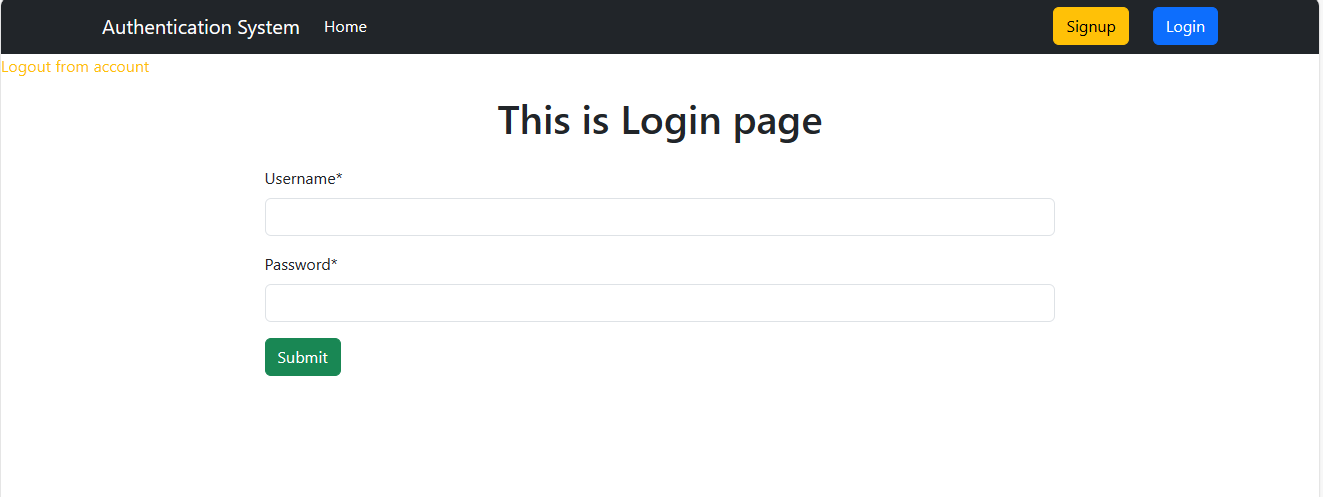 Authentication System Home Signup Login
Logout from account
This is Login page
Username*
Password*
Submit